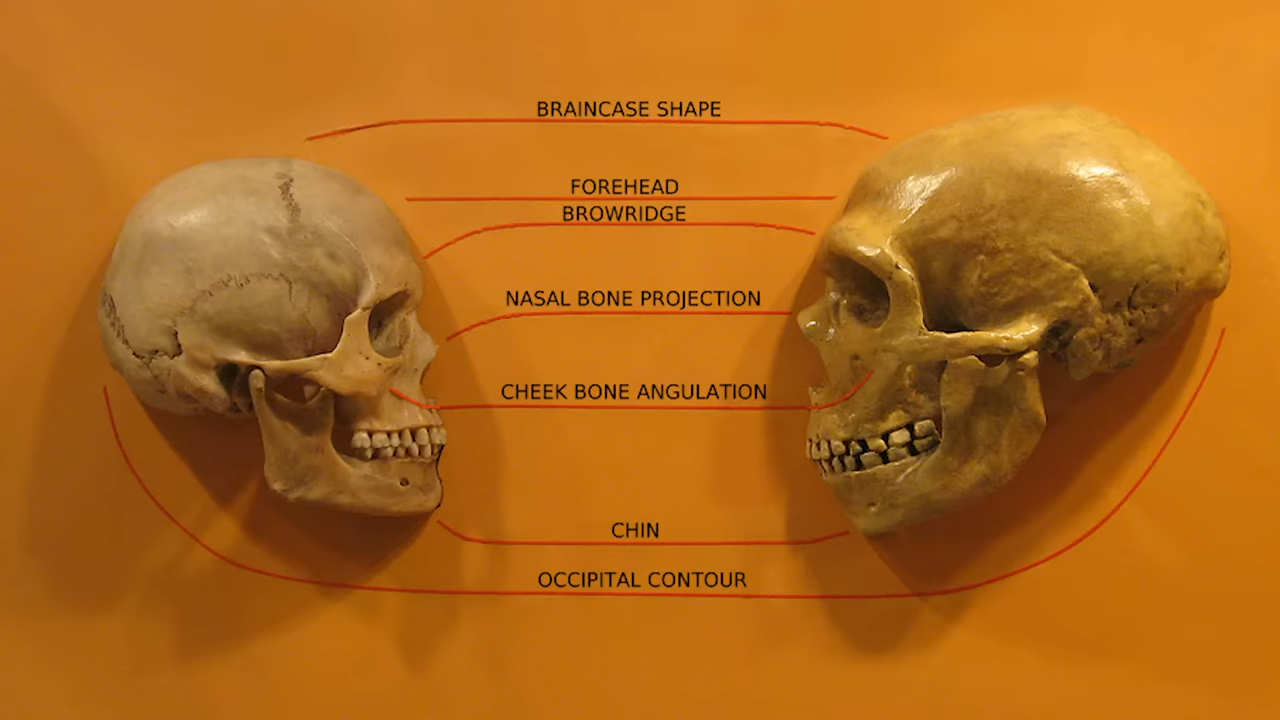 BRAINCASE SHAPE
FOREHEAD
BROWRIDGE
NASAL BONE PROJECTION
CHEEK BONE ANGULATION
CHIN
OCCIPITAL CONTOUR